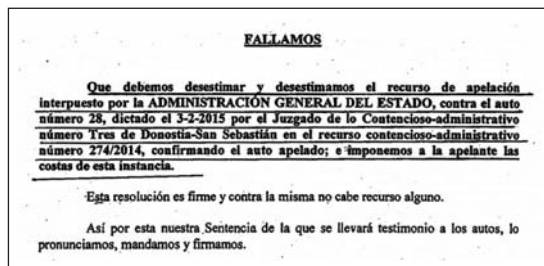 FALLAMOS
Que debemos desestimar y desestimamos el recurso de apelación
interpuesto por la ADMINISTRACIÓN GENERAL DEL ESTADO, contra el auto
número 28, dictado el 3-2-2015 por el Juzgado de lo Contencioso-administrativo
número Tres de Donostia-San Sebastián en el recurso contencioso-administrativo
número 274/2014, confirmando el auto apelado; e imponemos a la apelante las
costas de esta instancia.
Esta resolución es firme y contra la misma no cabe recurso alguno.
Así por esta nuestra Sentencia de la que se llevará testimonio a los autos, lo
pronunciamos, mandamos y firmamos.